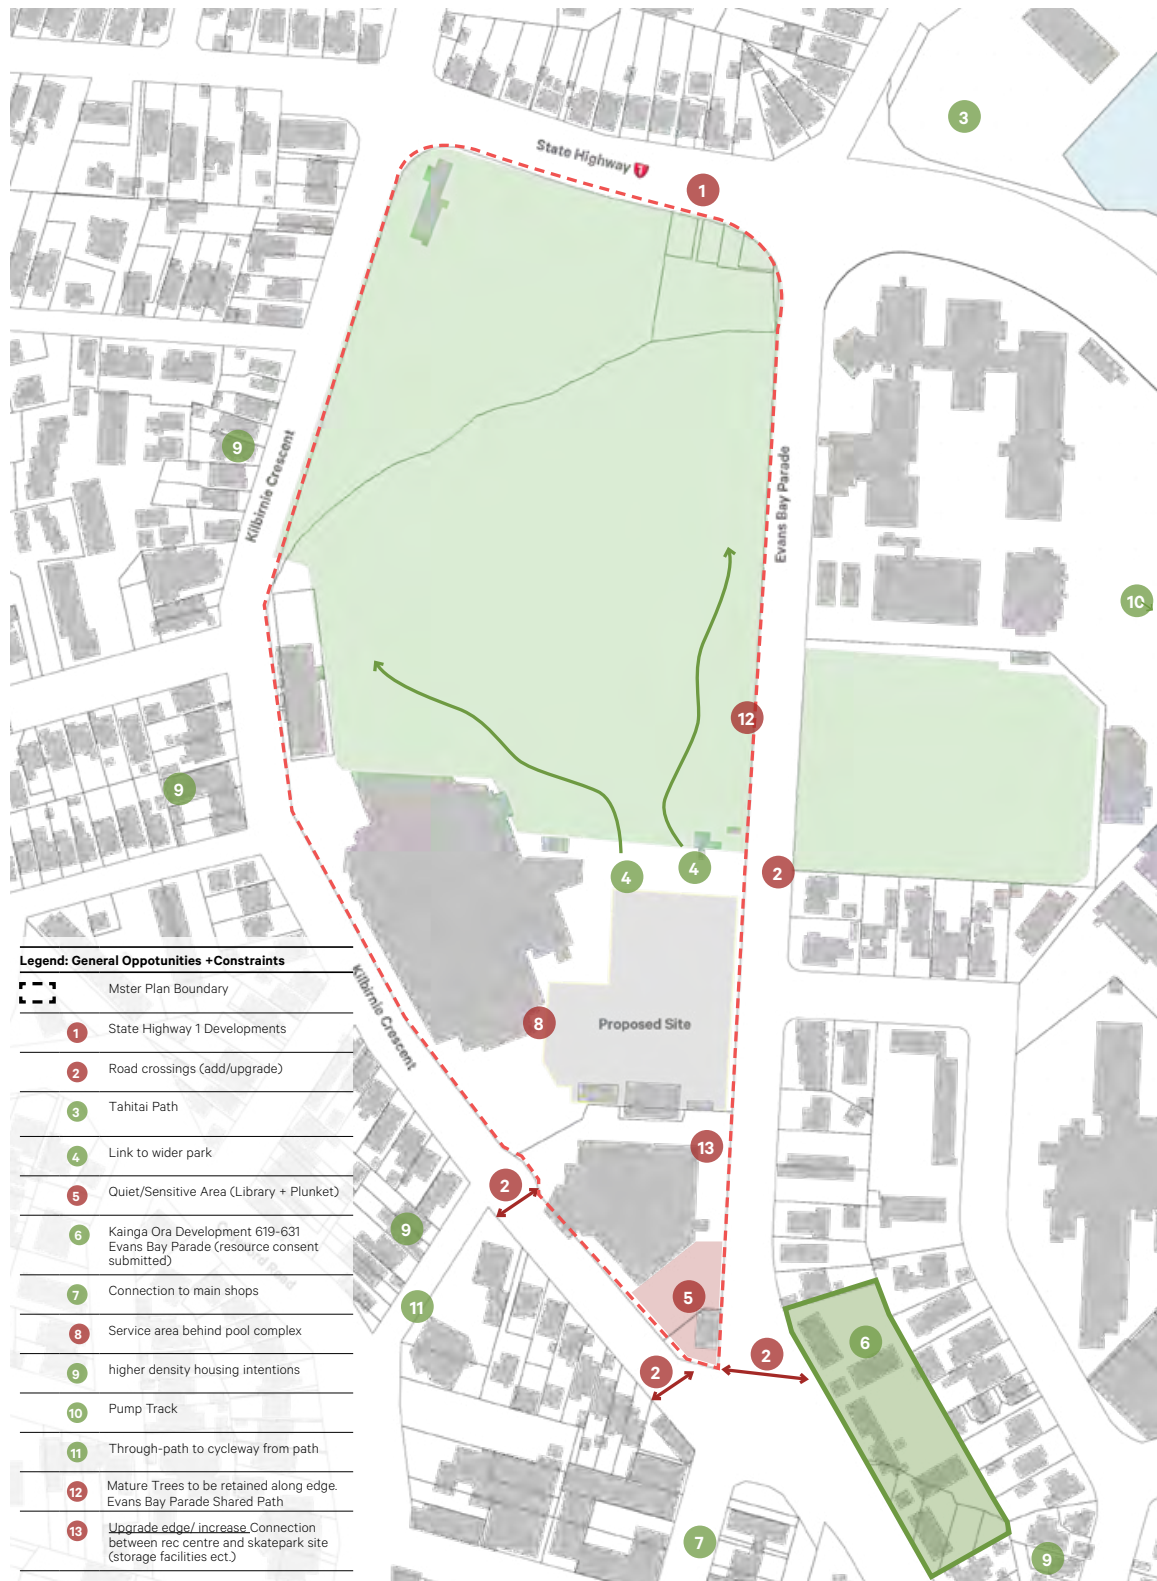 State Highway 1
1
3
9
Kilbirnie Crescent
Evans Bay Parade
10
12
9
4
4
2
8
Proposed Site
Kilbirnie Crescent
13
2
9
11
5
6
2
2
7
9
Legend: General Oppotunities +Constraints
Mster Plan Boundary
1 State Highway 1 Developments
2 Road crossings (add/upgrade)
3 Tahitai Path
4 Link to wider park
5 Quiet/Sensitive Area (Library + Plunket)
6 Kainga Ora Development 619-631
Evans Bay Parade (resource consent
submitted)
7 Connection to main shops
8 Service area behind pool complex
9 higher density housing intentions
10 Pump Track
11 Through-path to cycleway from path
12 Mature Trees to be retained along edge.
Evans Bay Parade Shared Path
13 Upgrade edge/ increase Connection
between rec centre and skatepark site
(storage facilities ect.)